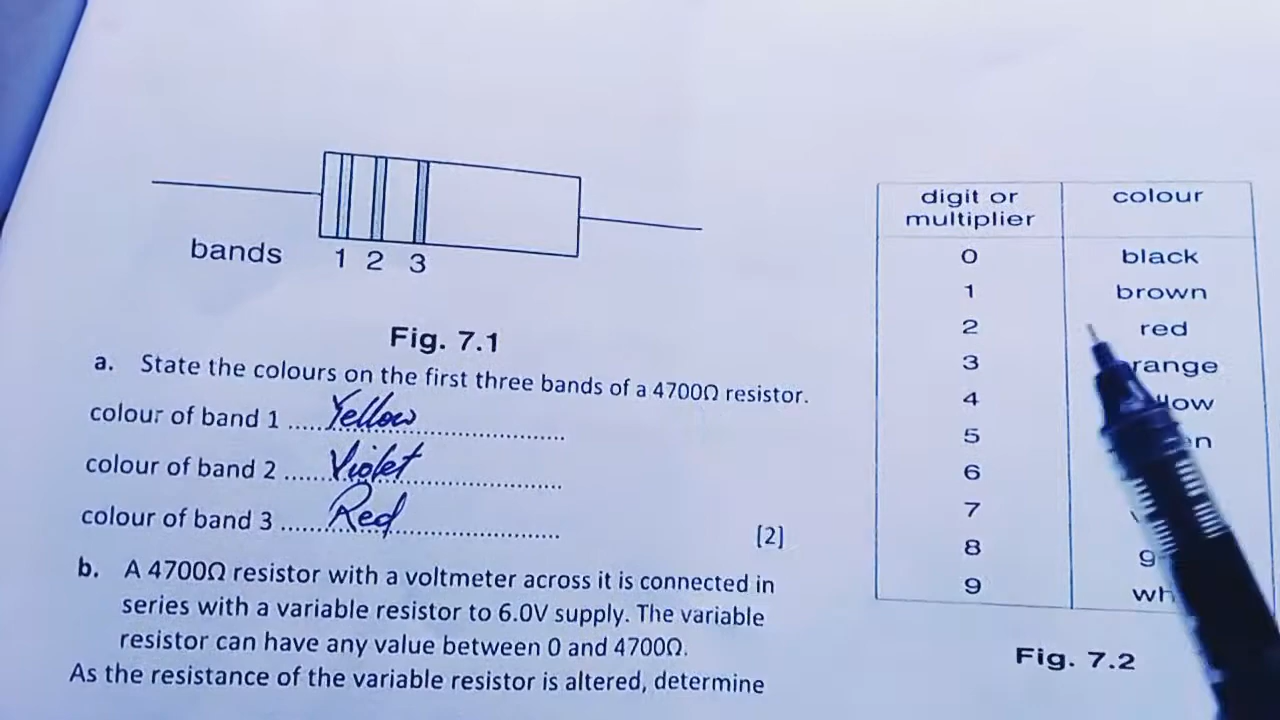 bands 1 2 3
Fig. 7.1
a. State the colours on the first three bands of a 4700Ω resistor.
colour of band 1 ..... Yellow
colour of band 2 ..... Violet
colour of band 3 ..... Red
[2]
b. A 4700Ω resistor with a voltmeter across it is connected in
series with a variable resistor to 6.0V supply. The variable
resistor can have any value between 0 and 4700Ω.
As the resistance of the variable resistor is altered, determine
digit or
multiplier
colour
0 black
1 brown
2 red
3
4
5
6
7
8
9
Fig. 7.2